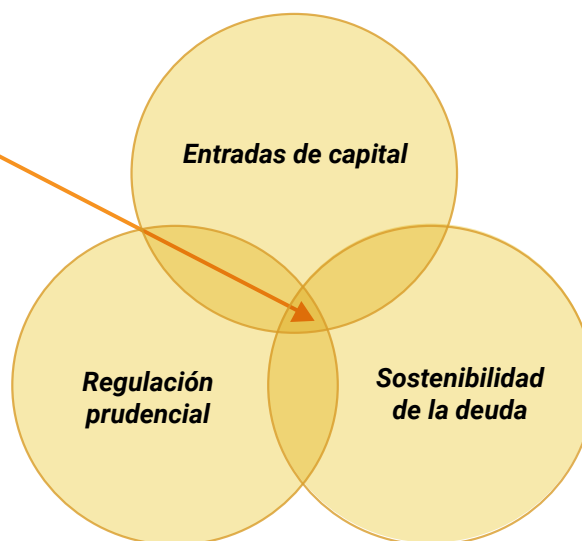 Entradas de capital
Regulación
prudencial
Sostenibilidad
de la deuda